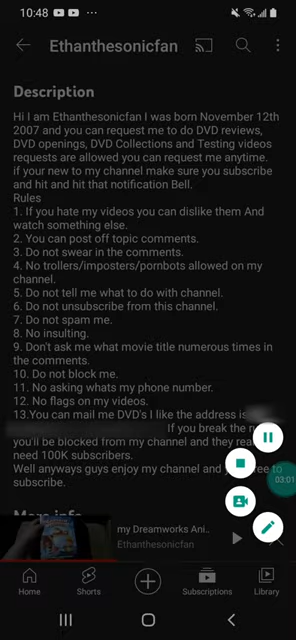 10:48
Ethanthesonicfan
Description
Hi I am Ethanthesonicfan I was born November 12th
2007 and you can request me to do DVD reviews,
DVD openings, DVD Collections and Testing videos
requests are allowed you can request me anytime.
if your new to my channel make sure you subscribe
and hit and hit that notification Bell.
Rules
1. If you hate my videos you can dislike them And
watch something else.
2. You can post off topic comments.
3. Do not swear in the comments.
4. No trollers/imposters/pornbots allowed on my
channel.
5. Do not tell me what to do with channel.
6. Do not unsubscribe from this channel.
7. Do not spam me.
8. No insulting.
9. Don't ask me what movie title numerous times in
the comments.
10. Do not block me.
11. No asking whats my phone number.
12. No flags on my videos.
13.You can mail me DVD's I like the address is
If you break the
you'll be blocked from my channel and they
need 100K subscribers.
Well anyways guys enjoy my channel and to
subscribe.
03:01
More info
my Dreamworks Ani..
Ethanthesonicfan
Home
Shorts
Subscriptions
Library